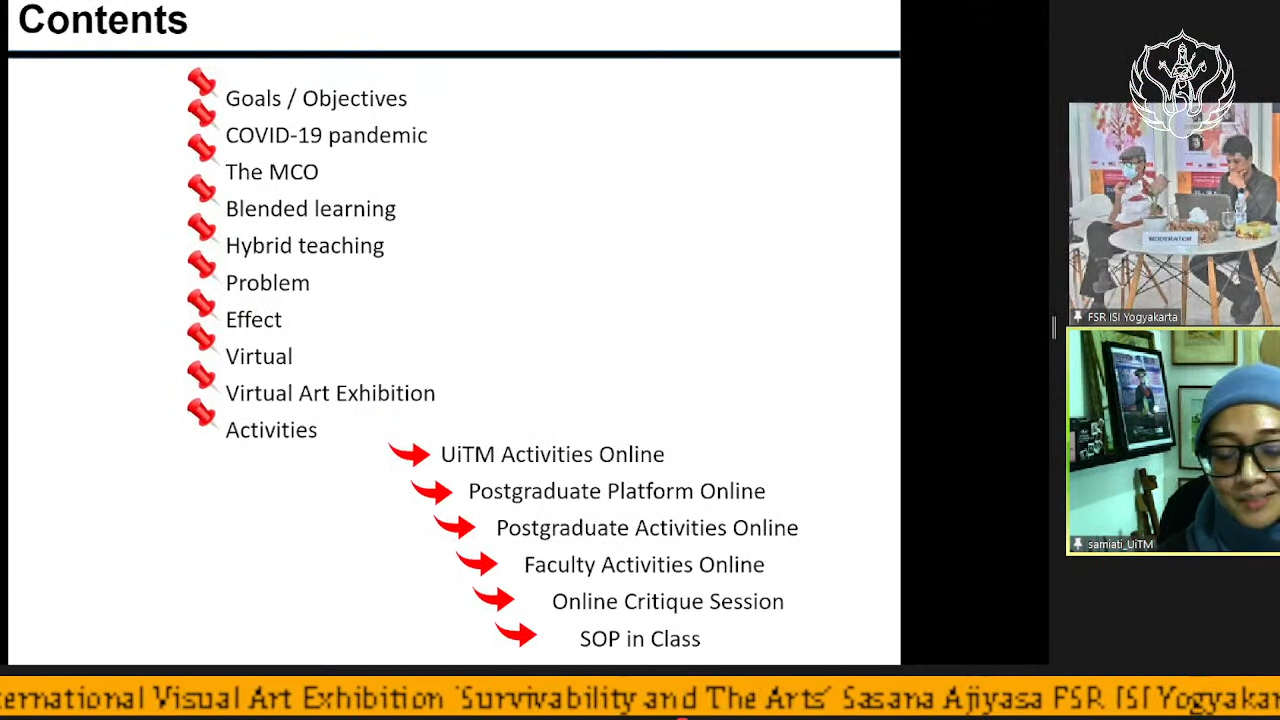 Contents
Goals / Objectives
COVID-19 pandemic
The MCO
Blended learning
Hybrid teaching
Problem
Effect
Virtual
Virtual Art Exhibition
Activities
UiTM Activities Online
Postgraduate Platform Online
Postgraduate Activities Online
Faculty Activities Online
Online Critique Session
SOP in Class
MODERATOR
FSR ISI Yogyakarta
samiati_UiTM
ternational Visual Art Exhibition 'Survivability and The Arts' Sasana Ajiyasa FSR ISI Yogyakar